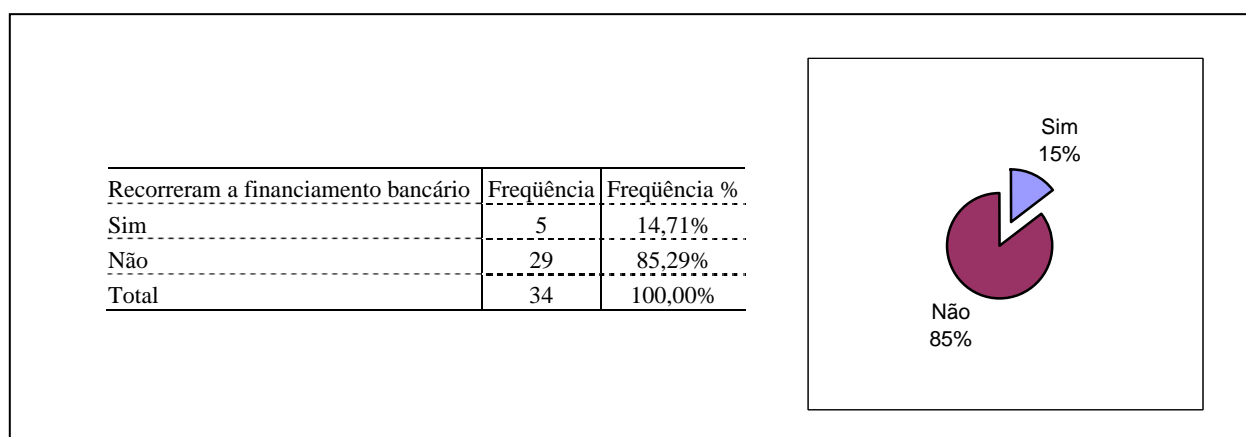 Recorreram a financiamento bancário Freqüência Freqüência %
Sim 5 14,71%
Não 29 85,29%
Total 34 100,00%
Sim
15%
Não
85%